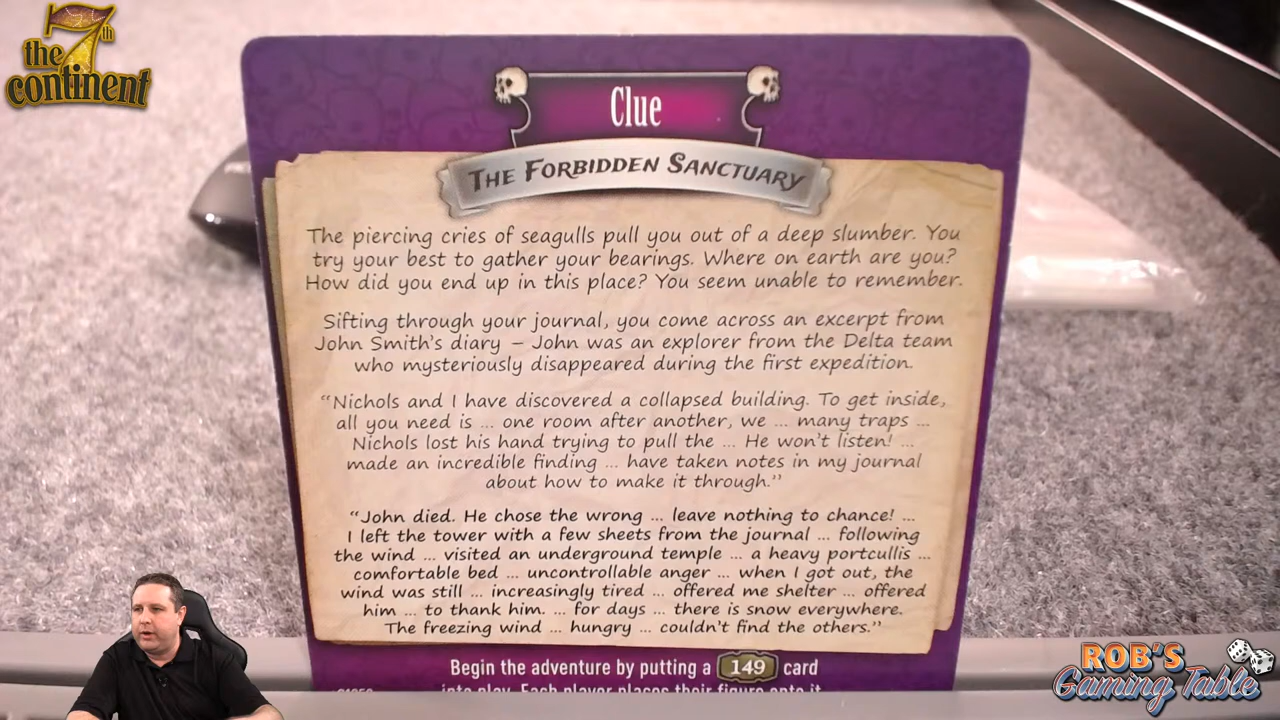 the
7th
continent
Clue
THE FORBIDDEN SANCTUARY
The piercing cries of seagulls pull you out of a deep slumber. You
try your best to gather your bearings. Where on earth are you?
How did you end up in this place? You seem unable to remember.
Sifting through your journal, you come across an excerpt from
John Smith's diary – John was an explorer from the Delta team
who mysteriously disappeared during the first expedition.
“Nichols and I have discovered a collapsed building. To get inside,
all you need is ... one room after another, we ... many traps ...
Nichols lost his hand trying to pull the ... He won't listen! ...
made an incredible finding ... have taken notes in my journal
about how to make it through.”
“John died. He chose the wrong ... leave nothing to chance! ...
I left the tower with a few sheets from the journal ... following
the wind ... visited an underground temple ... a heavy portcullis ...
comfortable bed ... uncontrollable anger ... when I got out, the
wind was still ... increasingly tired ... offered me shelter ... offered
him ... to thank him. ... for days ... there is snow everywhere.
The freezing wind ... hungry ... couldn't find the others.”
Begin the adventure by putting a 149 card
into play. Each player places their figure onto it
ROB'S
Gaming Table